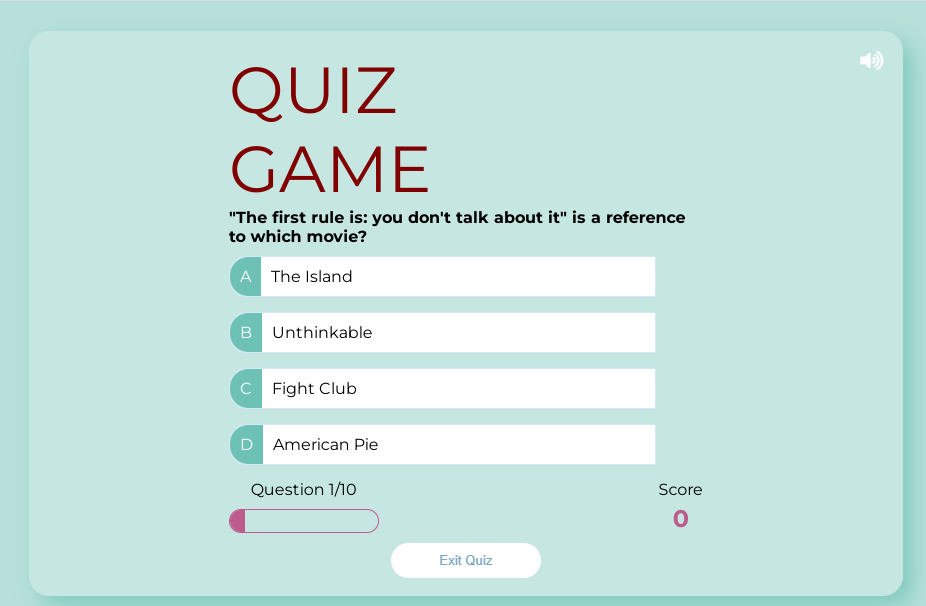 QUIZ
GAME
"The first rule is: you don't talk about it" is a reference
to which movie?
A The Island
B Unthinkable
C Fight Club
D American Pie
Question 1/10
Score
0
Exit Quiz